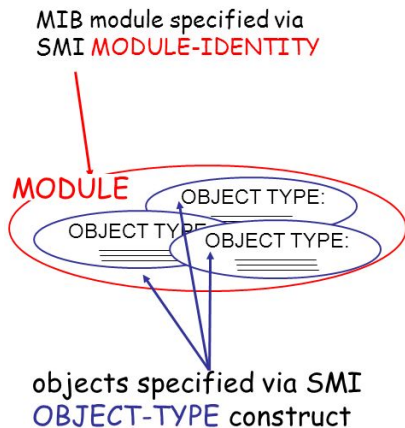 MIB module specified via
SMI MODULE-IDENTITY
MODULE
OBJECT TYPE:
OBJECT TYPE
OBJECT TYPE:
objects specified via SMI
OBJECT-TYPE construct